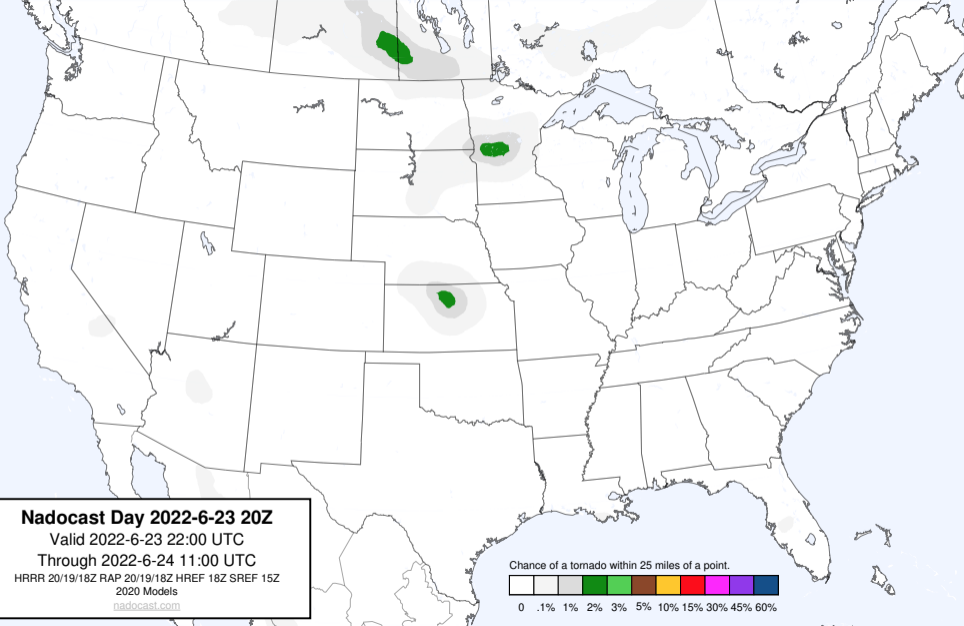 Nadocast Day 2022-6-23 20Z
Valid 2022-6-23 22:00 UTC
Through 2022-6-24 11:00 UTC
HRRR 20/19/18Z RAP 20/19/18Z HREF 18Z SREF 15Z
2020 Models
nadocast.com
Chance of a tornado within 25 miles of a point.
0 .1% 1% 2% 3% 5% 10% 15% 30% 45% 60%